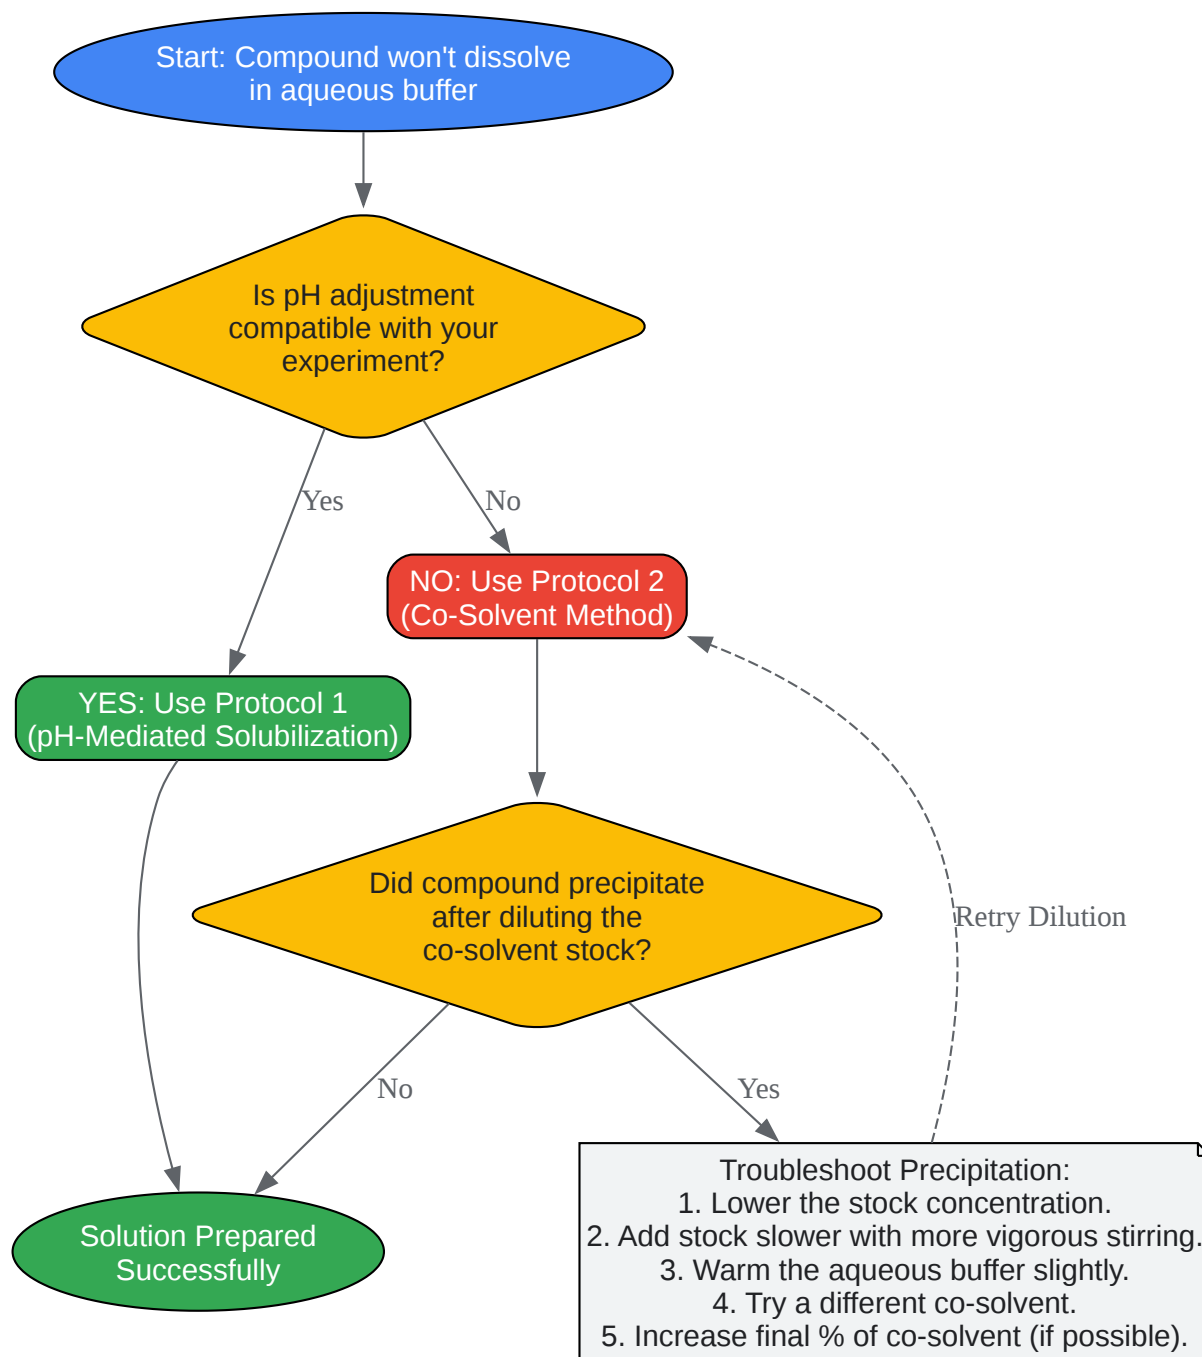 Start: Compound won't dissolve
in aqueous buffer
Is pH adjustment
compatible with your
experiment?
Yes
No
NO: Use Protocol 2
(Co-Solvent Method)
YES: Use Protocol 1
(pH-Mediated Solubilization)
Did compound precipitate
after diluting the
co-solvent stock?
Retry Dilution
No
Yes
Troubleshoot Precipitation:
1. Lower the stock concentration.
2. Add stock slower with more vigorous stirring.
3. Warm the aqueous buffer slightly.
4. Try a different co-solvent.
5. Increase final % of co-solvent (if possible).
Solution Prepared
Successfully